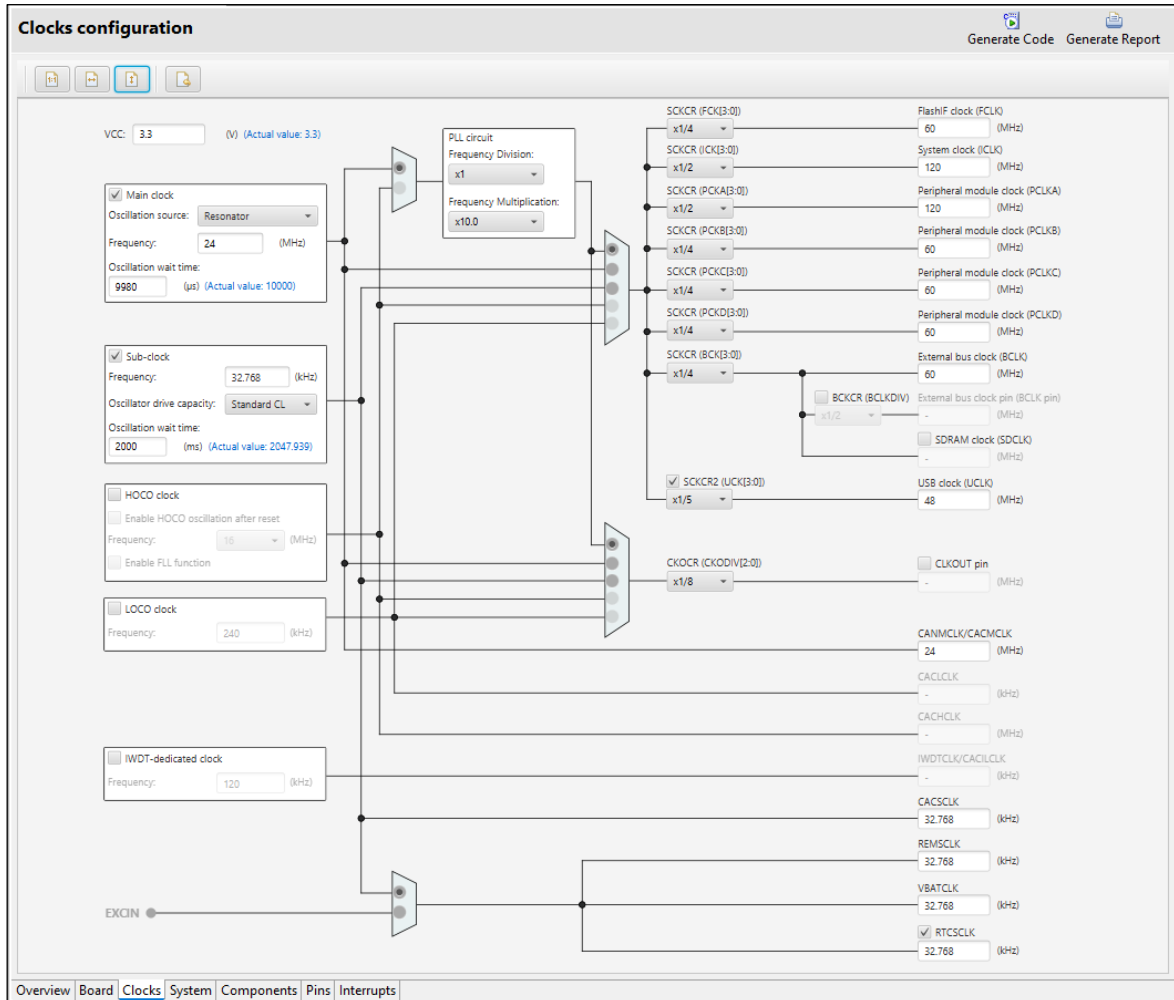 Clocks configuration
Generate Code
Generate Report
1:1
VCC:
3.3
(V)
(Actual value: 3.3)
Main clock
Oscillation source:
Resonator
Frequency:
24
(MHz)
Oscillation wait time:
9980
(µs)
(Actual value: 10000)
Sub-clock
Frequency:
32.768
(kHz)
Oscillator drive capacity:
Standard CL
Oscillation wait time:
2000
(ms)
(Actual value: 2047.939)
HOCO clock
Enable HOCO oscillation after reset
Frequency:
16
(MHz)
Enable FLL function
LOCO clock
Frequency:
240
(kHz)
IWDT-dedicated clock
Frequency:
120
(kHz)
EXCIN
PLL circuit
Frequency Division:
x1
Frequency Multiplication:
x10.0
SCKCR (FCK[3:0])
x1/4
FlashIF clock (FCLK)
60
(MHz)
SCKCR (ICK[3:0])
x1/2
System clock (ICLK)
120
(MHz)
SCKCR (PCKA[3:0])
x1/2
Peripheral module clock (PCLKA)
120
(MHz)
SCKCR (PCKB[3:0])
x1/4
Peripheral module clock (PCLKB)
60
(MHz)
SCKCR (PCKC[3:0])
x1/4
Peripheral module clock (PCLKC)
60
(MHz)
SCKCR (PCKD[3:0])
x1/4
Peripheral module clock (PCLKD)
60
(MHz)
SCKCR (BCK[3:0])
x1/4
External bus clock (BCLK)
60
(MHz)
BCKCR (BCLKDIV)
x1/2
External bus clock pin (BCLK pin)
-
(MHz)
SDRAM clock (SDCLK)
-
(MHz)
SCKCR2 (UCK[3:0])
x1/5
USB clock (UCLK)
48
(MHz)
CKOCR (CKODIV[2:0])
x1/8
CLKOUT pin
-
(MHz)
CANMCLK/CACMCLK
24
(MHz)
CACLCLK
-
(kHz)
CACHCLK
-
(MHz)
IWDTCLK/CACILCLK
-
(kHz)
CACSCLK
32.768
(kHz)
REMSCLK
32.768
(kHz)
VBATCLK
32.768
(kHz)
RTCSCLK
32.768
(kHz)
Overview
Board
Clocks
System
Components
Pins
Interrupts